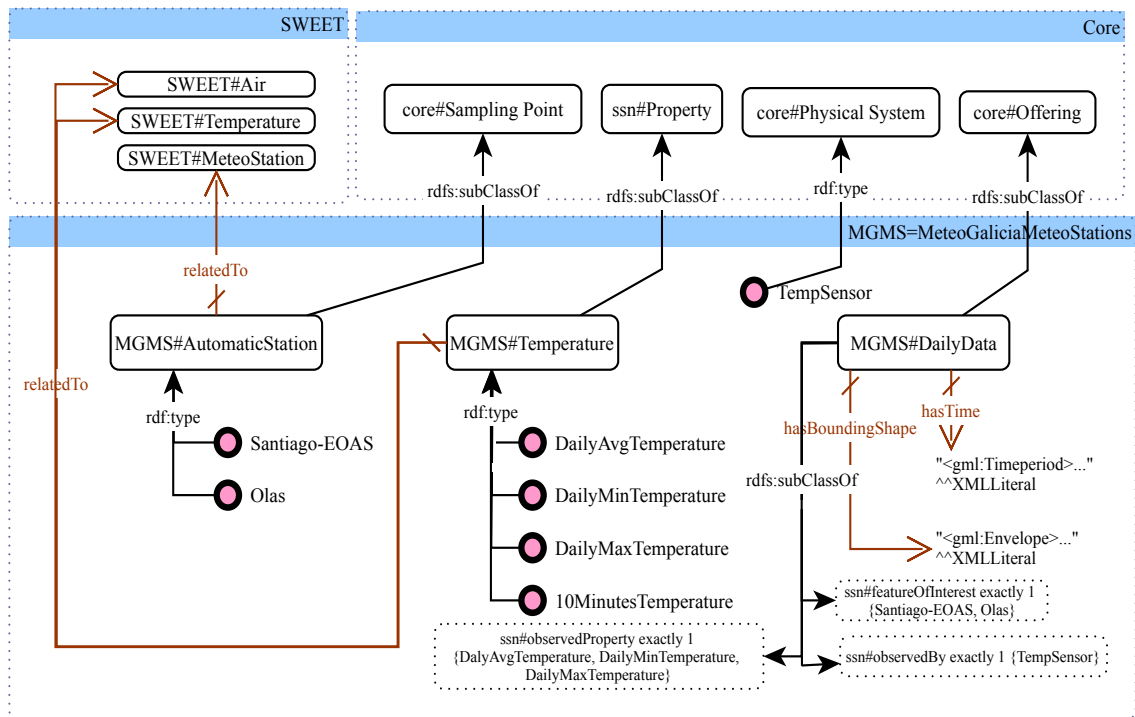 SWEET
Core
SWEET#Air
SWEET#Temperature
SWEET#MeteoStation
core#Sampling Point
ssn#Property
core#Physical System
core#Offering
rdfs:subClassOf
rdfs:subClassOf
rdf:type
rdfs:subClassOf
MGMS=MeteoGaliciaMeteoStations
relatedTo
TempSensor
MGMS#AutomaticStation
MGMS#Temperature
MGMS#DailyData
relatedTo
rdf:type
rdf:type
hasTime
hasBoundingShape
Santiago-EOAS
Olas
DailyAvgTemperature
DailyMinTemperature
DailyMaxTemperature
10MinutesTemperature
rdfs:subClassOf
"<gml:Timeperiod>..."
^^XMLLiteral
"<gml:Envelope>..."
^^XMLLiteral
ssn#featureOfInterest exactly 1
{Santiago-EOAS, Olas}
ssn#observedProperty exactly 1
{DalyAvgTemperature, DailyMinTemperature,
DailyMaxTemperature}
ssn#observedBy exactly 1 {TempSensor}